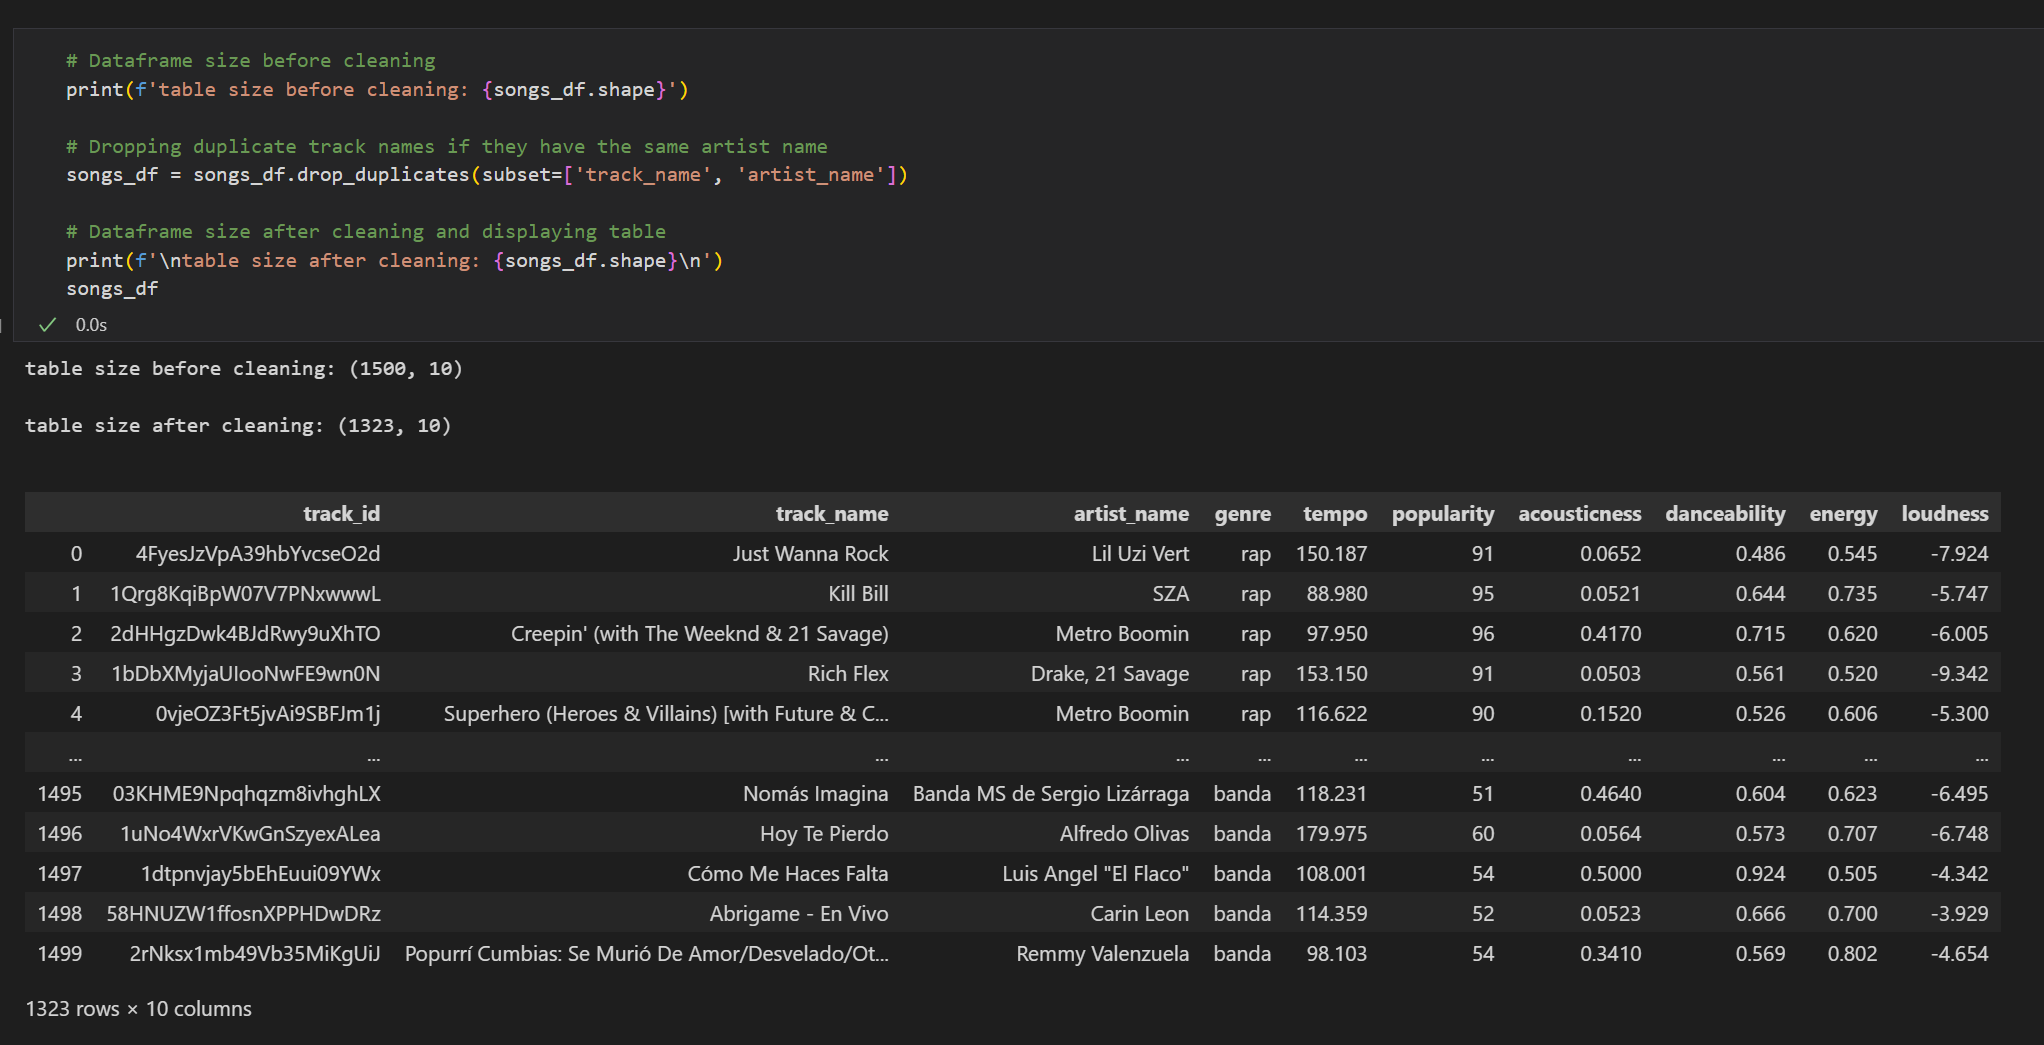 # Dataframe size before cleaning
print(f'table size before cleaning: {songs_df.shape}')
# Dropping duplicate track names if they have the same artist name
songs_df = songs_df.drop_duplicates(subset=['track_name', 'artist_name'])
# Dataframe size after cleaning and displaying table
print(f'\ntable size after cleaning: {songs_df.shape}\n')
songs_df
✓ 0.0s
table size before cleaning: (1500, 10)
table size after cleaning: (1323, 10)
track_id track_name artist_name genre tempo popularity acousticness danceability energy loudness
0 4FyesJzVpA39hbYvcseO2d Just Wanna Rock Lil Uzi Vert rap 150.187 91 0.0652 0.486 0.545 -7.924
1 1Qrg8KqiBpW07V7PNxwwwL Kill Bill SZA rap 88.980 95 0.0521 0.644 0.735 -5.747
2 2dHHgzDwk4BJdRwy9uXhTO Creepin' (with The Weeknd & 21 Savage) Metro Boomin rap 97.950 96 0.4170 0.715 0.620 -6.005
3 1bDbXMyjaUIooNwFE9wn0N Rich Flex Drake, 21 Savage rap 153.150 91 0.0503 0.561 0.520 -9.342
4 0vjeOZ3Ft5jvAi9SBFJm1j Superhero (Heroes & Villains) [with Future & C... Metro Boomin rap 116.622 90 0.1520 0.526 0.606 -5.300
... ... ... ... ... ... ... ... ... ... ...
1495 03KHME9Npqhqzm8ivhghLX Nomás Imagina Banda MS de Sergio Lizárraga banda 118.231 51 0.4640 0.604 0.623 -6.495
1496 1uNo4WxrVKwGnSzyexALea Hoy Te Pierdo Alfredo Olivas banda 179.975 60 0.0564 0.573 0.707 -6.748
1497 1dtpnvjay5bEhEuui09YWx Cómo Me Haces Falta Luis Angel "El Flaco" banda 108.001 54 0.5000 0.924 0.505 -4.342
1498 58HNUZW1ffosnXPPHDwDRz Abrigame - En Vivo Carin Leon banda 114.359 52 0.0523 0.666 0.700 -3.929
1499 2rNksx1mb49Vb35MiKgUiJ Popurrí Cumbias: Se Murió De Amor/Desvelado/Ot... Remmy Valenzuela banda 98.103 54 0.3410 0.569 0.802 -4.654
1323 rows × 10 columns